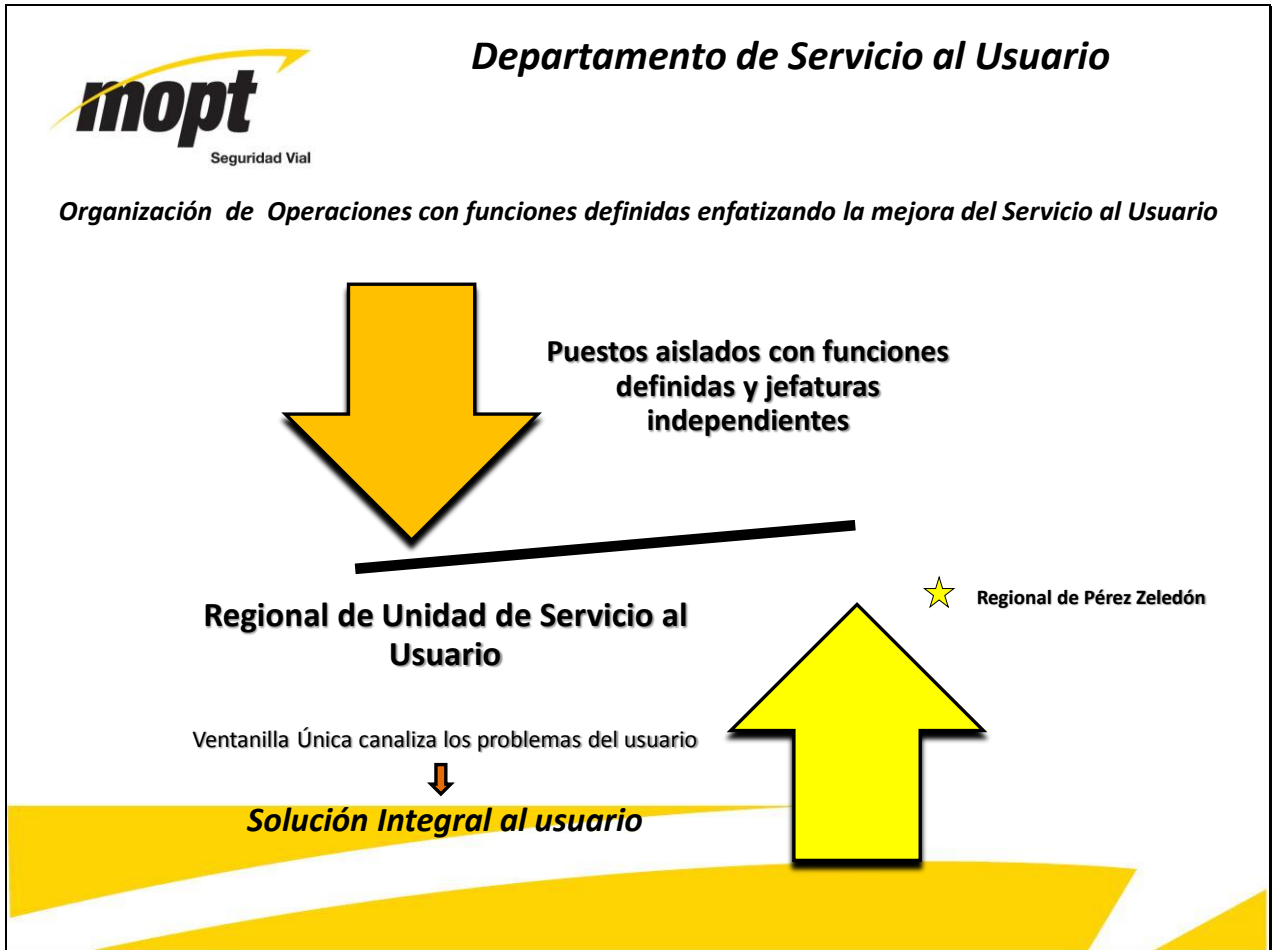 Departamento de Servicio al Usuario
mopt
Seguridad Vial
Organización de Operaciones con funciones definidas enfatizando la mejora del Servicio al Usuario
Puestos aislados con funciones
definidas y jefaturas
independientes
Regional de Unidad de Servicio al
Usuario
Regional de Pérez Zeledón
Ventanilla Única canaliza los problemas del usuario
Solución Integral al usuario